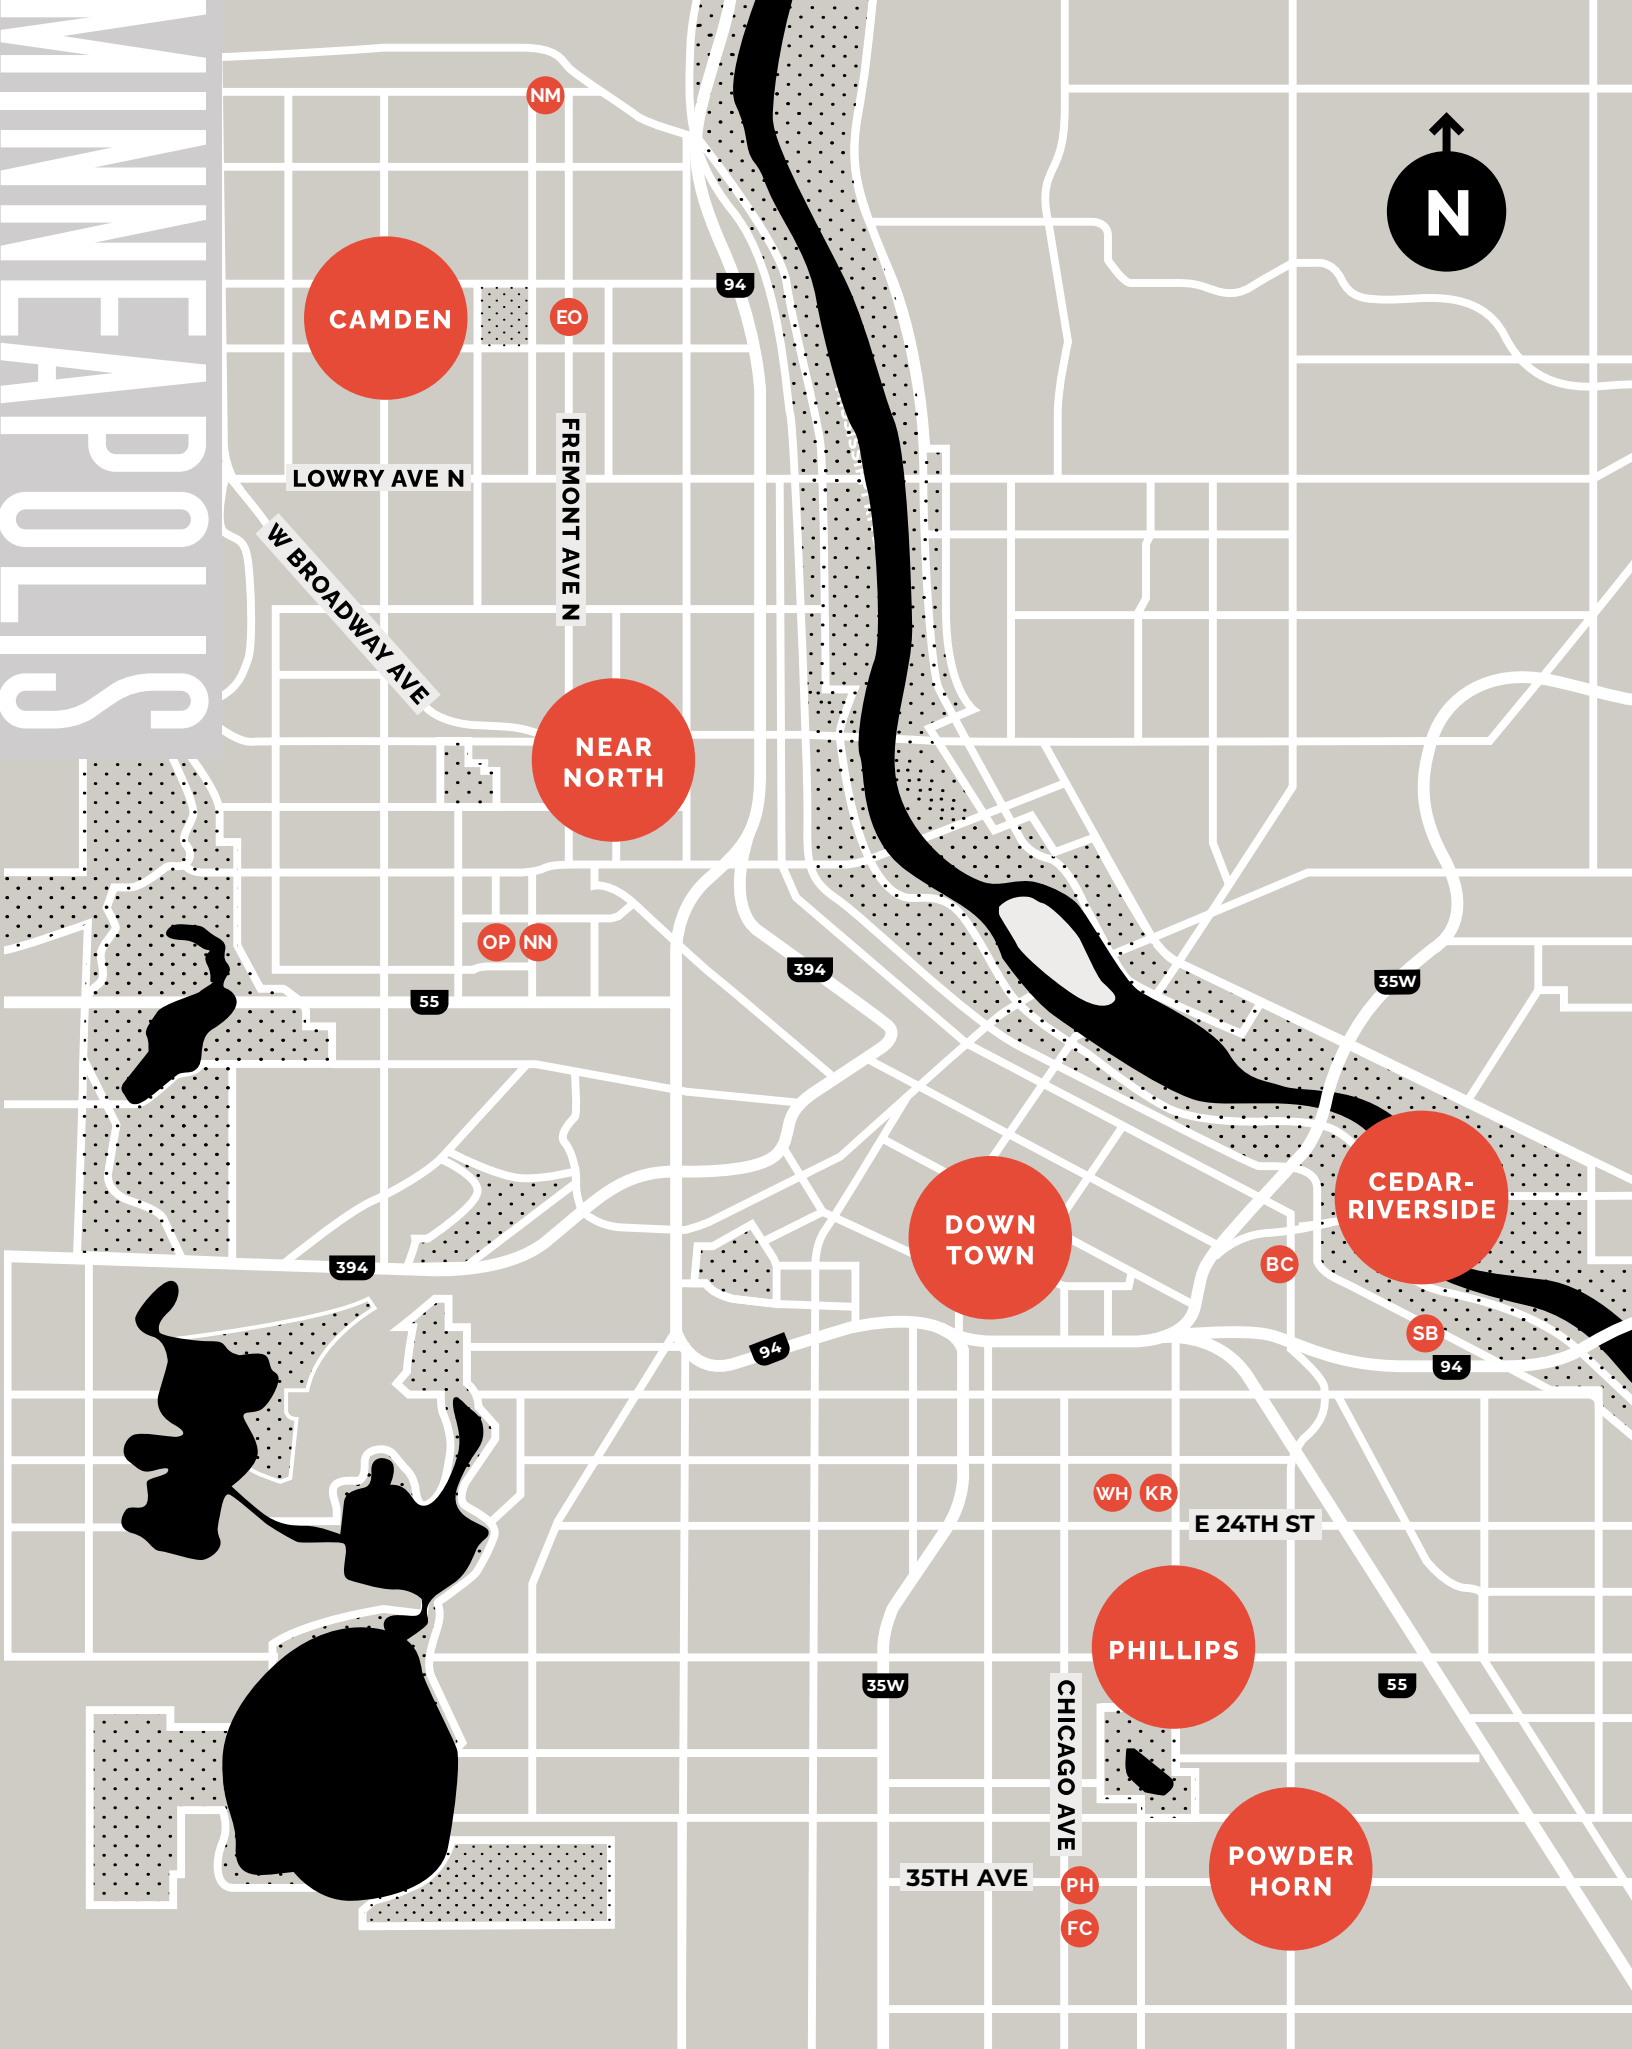 MINNEAPOLIS
NM
N
94
CAMDEN
EO
LOWRY AVE N
FREMONT AVE N
W BROADWAY AVE
NEAR
NORTH
OP
NN
394
35W
55
CEDAR-
RIVERSIDE
DOWN
TOWN
BC
394
SB
94
94
WH
KR
E 24TH ST
PHILLIPS
35W
CHICAGO AVE
55
POWDER
HORN
35TH AVE
PH
FC